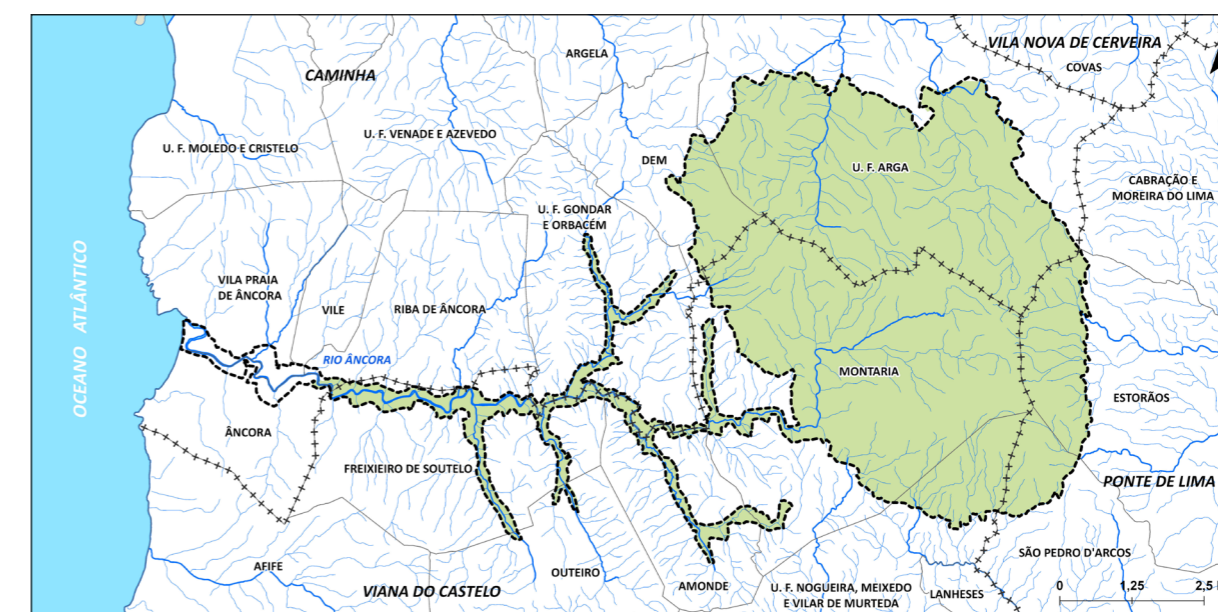 VILA NOVA DE CERVEIRA
ARGELA
COVAS
CAMINHA
U. F. VENADE E AZEVEDO
U. F. MOLEDO E CRISTELO
DEM
U. F. ARGA
CABRAÇÃO E
MOREIRA DO LIMA
U. F. GONDAR
E ORBACÉM
OCEANO ATLÂNTICO
VILA PRAIA
DE ÂNCORA
VILE
RIBA DE ÂNCORA
RIO ÂNCORA
MONTARIA
ESTORÃOS
ÂNCORA
FREIXIEIRO DE SOUTELO
PONTE DE LIMA
SÃO PEDRO D'ARCOS
AFIFE
OUTEIRO
AMONDE
U. F. NOGUEIRA, MEIXEDO
E VILAR DE MURTEDA
LANHESES
VIANA DO CASTELO
0 1,25 2,5